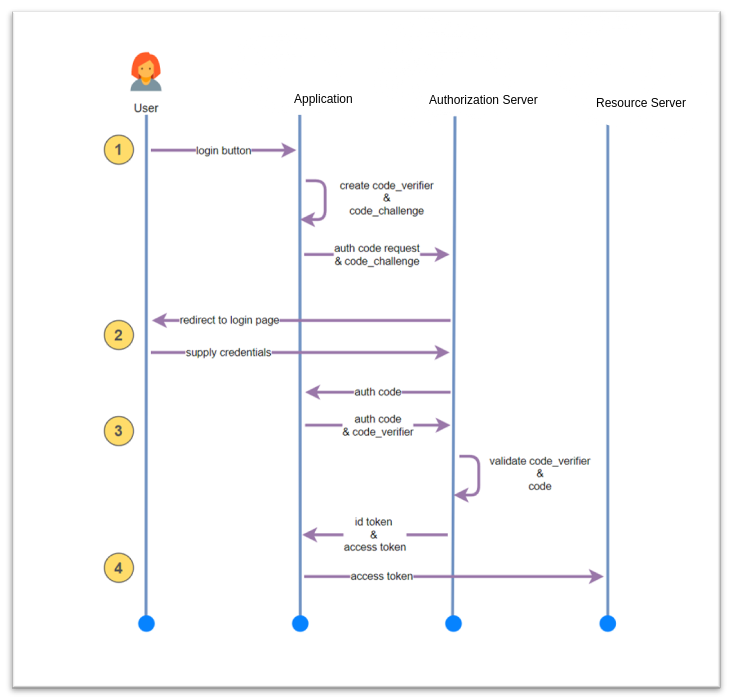 User
Application
Authorization Server
Resource Server
1
login button
create code_verifier
&
code_challenge
auth code request
& code_challenge
redirect to login page
2
supply credentials
auth code
3
auth code
& code_verifier
validate code_verifier
&
code
id token
&
access token
4
access token